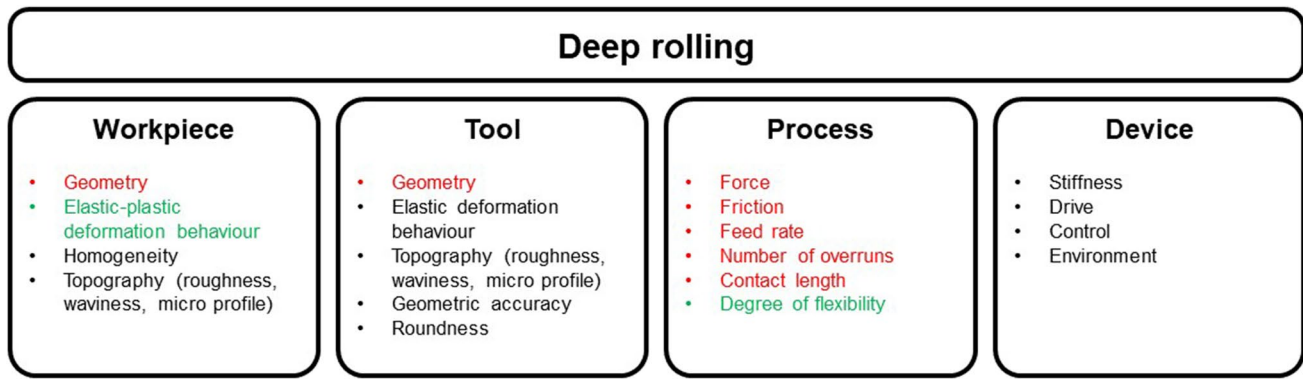 Deep rolling
Workpiece
• Geometry
• Elastic-plastic
deformation behaviour
• Homogeneity
• Topography (roughness,
waviness, micro profile)
Tool
• Geometry
• Elastic deformation
behaviour
• Topography (roughness,
waviness, micro profile)
• Geometric accuracy
• Roundness
Process
• Force
• Friction
• Feed rate
• Number of overruns
• Contact length
• Degree of flexibility
Device
• Stiffness
• Drive
• Control
• Environment